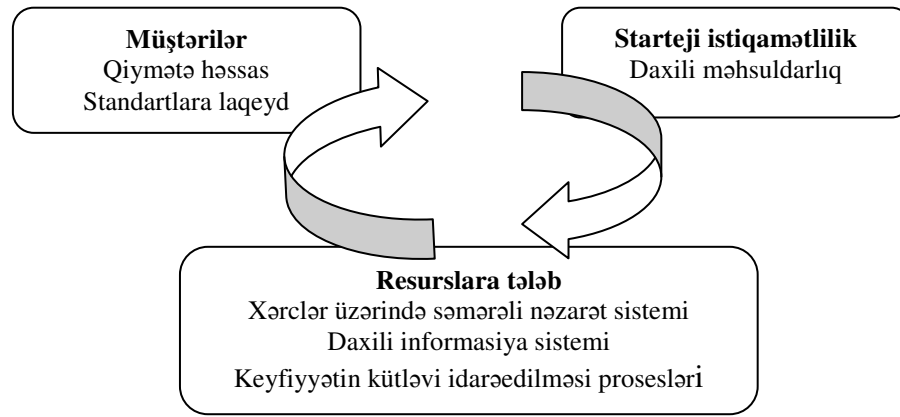 Müştərilər
Qiymətə həssas
Standartlara laqeyd
Starteji istiqamətlilik
Daxili məhsuldarlıq
Resurslara tələb
Xərclər üzərində səmərəli nəzarət sistemi
Daxili informasiya sistemi
Keyfiyyətin kütləvi idarəedilməsi prosesləri